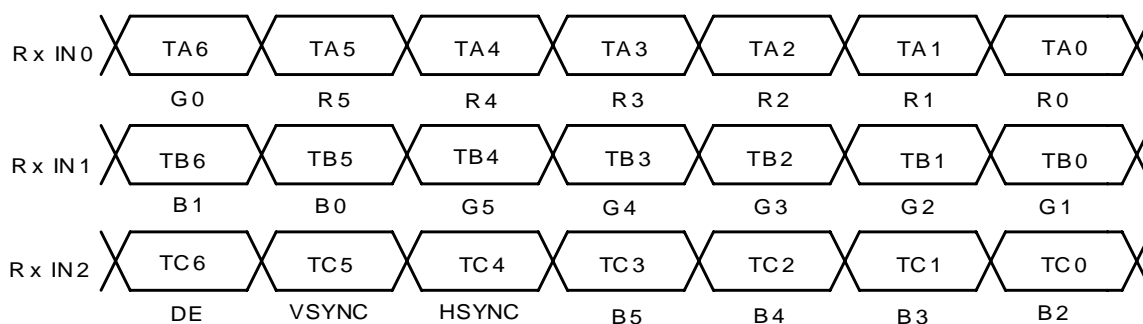 Rx IN0 TA6 TA5 TA4 TA3 TA2 TA1 TA0
G0 R5 R4 R3 R2 R1 R0
Rx IN1 TB6 TB5 TB4 TB3 TB2 TB1 TB0
B1 B0 G5 G4 G3 G2 G1
Rx IN2 TC6 TC5 TC4 TC3 TC2 TC1 TC0
DE VSYNC HSYNC B5 B4 B3 B2